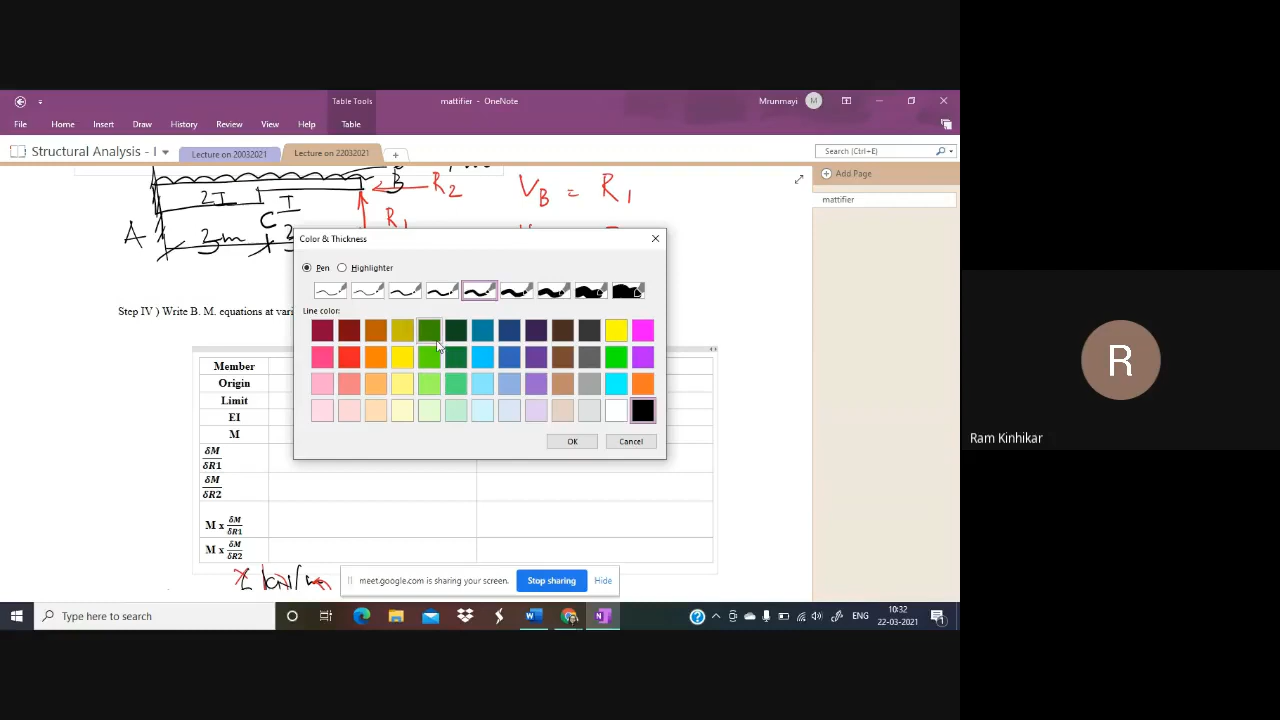 Table Tools
mattifier - OneNote
Mrunmayi
M
File
Home
Insert
Draw
History
Review
View
Help
Table
Structural Analysis - I
Lecture on 20032021
Lecture on 22032021
+
Search (Ctrl+E)
Add Page
mattifier
B
R2
VB = R1
2I
I
C
R1
A
3m
2
Color & Thickness
Pen
Highlighter
Line color:
OK
Cancel
Step IV ) Write B. M. equations at vari
Member
Origin
Limit
EI
M
δM
δR1
δM
δR2
M x δM
δR1
M x δM
δR2
meet.google.com is sharing your screen.
Stop sharing
Hide
Type here to search
ENG
10:32
22-03-2021
R
Ram Kinhikar